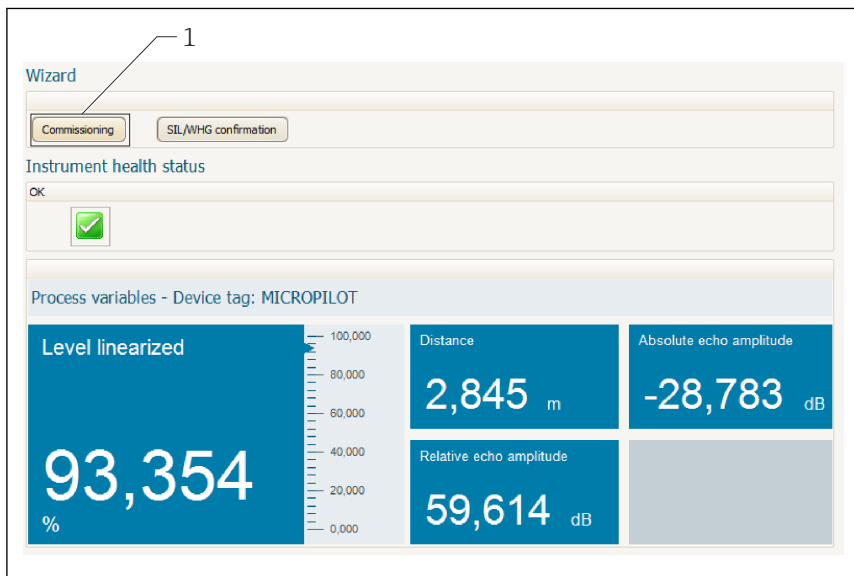 1
Wizard
Commissioning
SIL/WHG confirmation
Instrument health status
OK
Process variables - Device tag: MICROPILOT
Level linearized
93,354
%
100,000
80,000
60,000
40,000
20,000
0,000
Distance
2,845 m
Absolute echo amplitude
-28,783 dB
Relative echo amplitude
59,614 dB